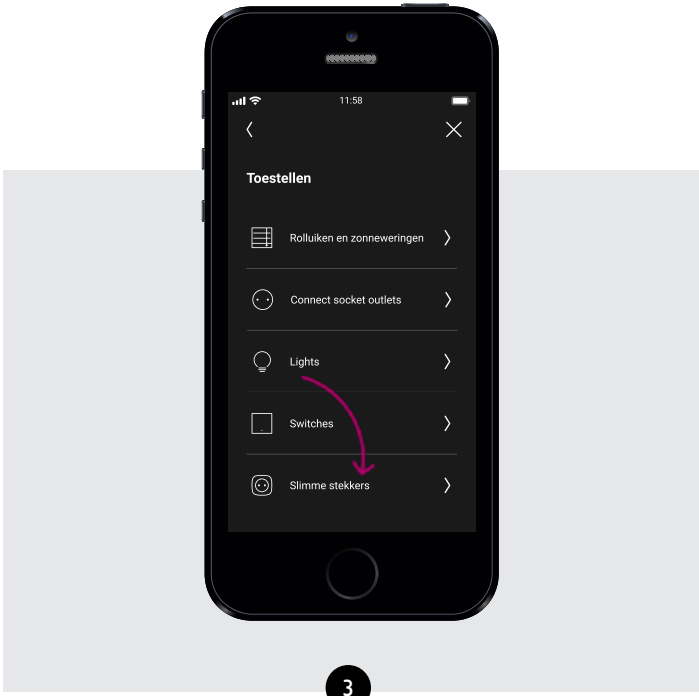 11:58
Toestellen
Rolluiken en zonneweringen
Connect socket outlets
Lights
Switches
Slimme stekkers
3